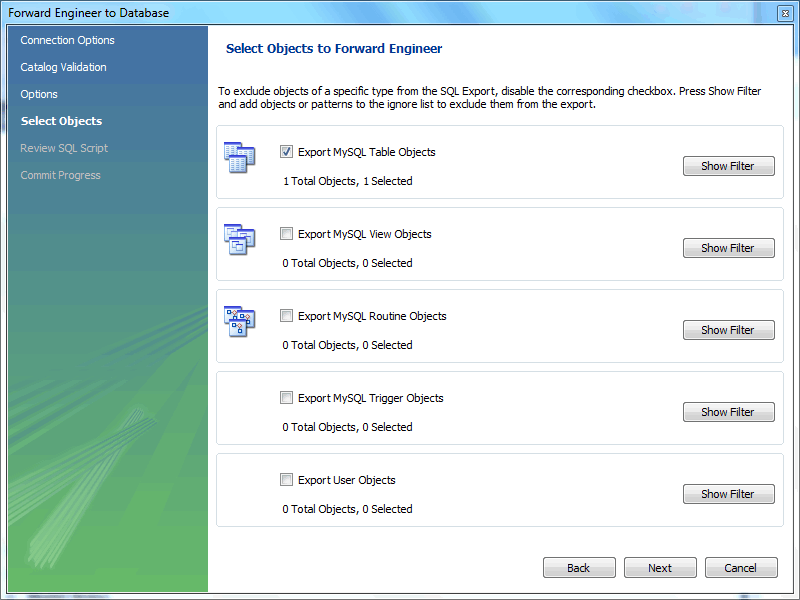 Forward Engineer to Database
Connection Options
Catalog Validation
Options
Select Objects
Review SQL Script
Commit Progress
Select Objects to Forward Engineer
To exclude objects of a specific type from the SQL Export, disable the corresponding checkbox. Press Show Filter
and add objects or patterns to the ignore list to exclude them from the export.
Export MySQL Table Objects
1 Total Objects, 1 Selected
Show Filter
Export MySQL View Objects
0 Total Objects, 0 Selected
Show Filter
Export MySQL Routine Objects
0 Total Objects, 0 Selected
Show Filter
Export MySQL Trigger Objects
0 Total Objects, 0 Selected
Show Filter
Export User Objects
0 Total Objects, 0 Selected
Show Filter
Back Next Cancel